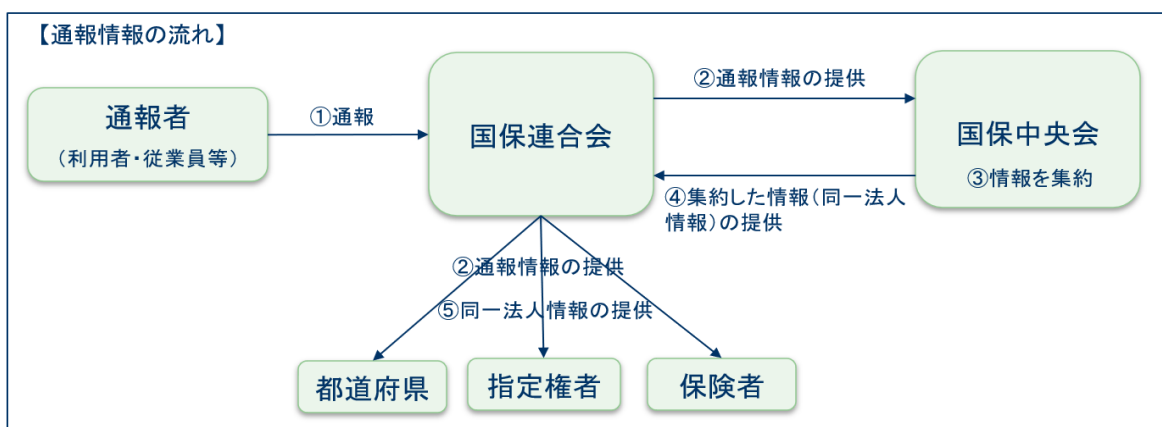 【通報情報の流れ】
通報者
（利用者・従業員等）
①通報
国保連合会
②通報情報の提供
国保中央会
③情報を集約
④集約した情報（同一法人
情報）の提供
②通報情報の提供
⑤同一法人情報の提供
都道府県
指定権者
保険者